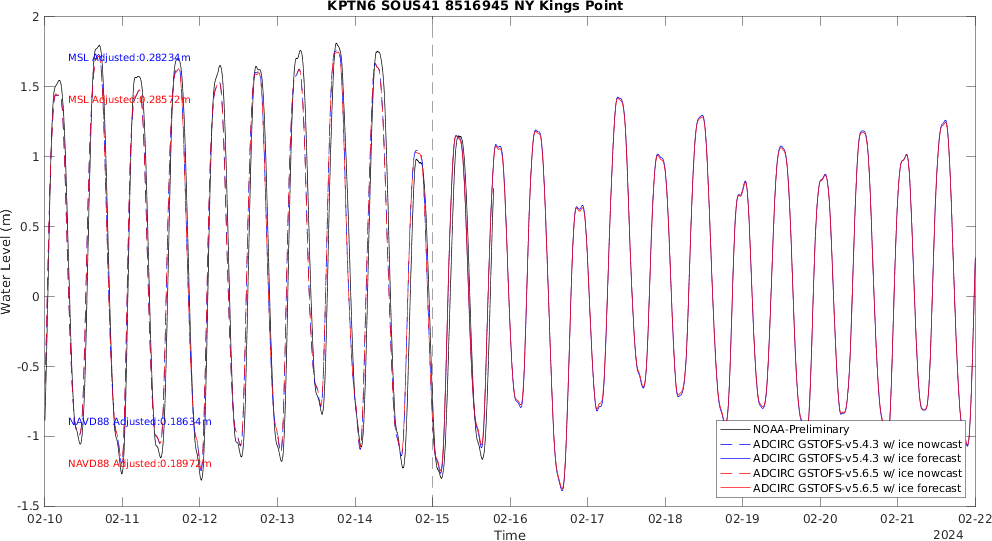 KPTN6 SOUS41 8516945 NY Kings Point
2
1.5
1
0.5
0
-0.5
-1
-1.5
Water Level (m)
MSL Adjusted:0.28234m
MSL Adjusted:0.28572m
NAVD88 Adjusted:0.18634m
NAVD88 Adjusted:0.18972m
NOAA-Preliminary
ADCIRC GSTOFS-v5.4.3 w/ ice nowcast
ADCIRC GSTOFS-v5.4.3 w/ ice forecast
ADCIRC GSTOFS-v5.6.5 w/ ice nowcast
ADCIRC GSTOFS-v5.6.5 w/ ice forecast
02-10 02-11 02-12 02-13 02-14 02-15 02-16 02-17 02-18 02-19 02-20 02-21 02-22
Time
2024